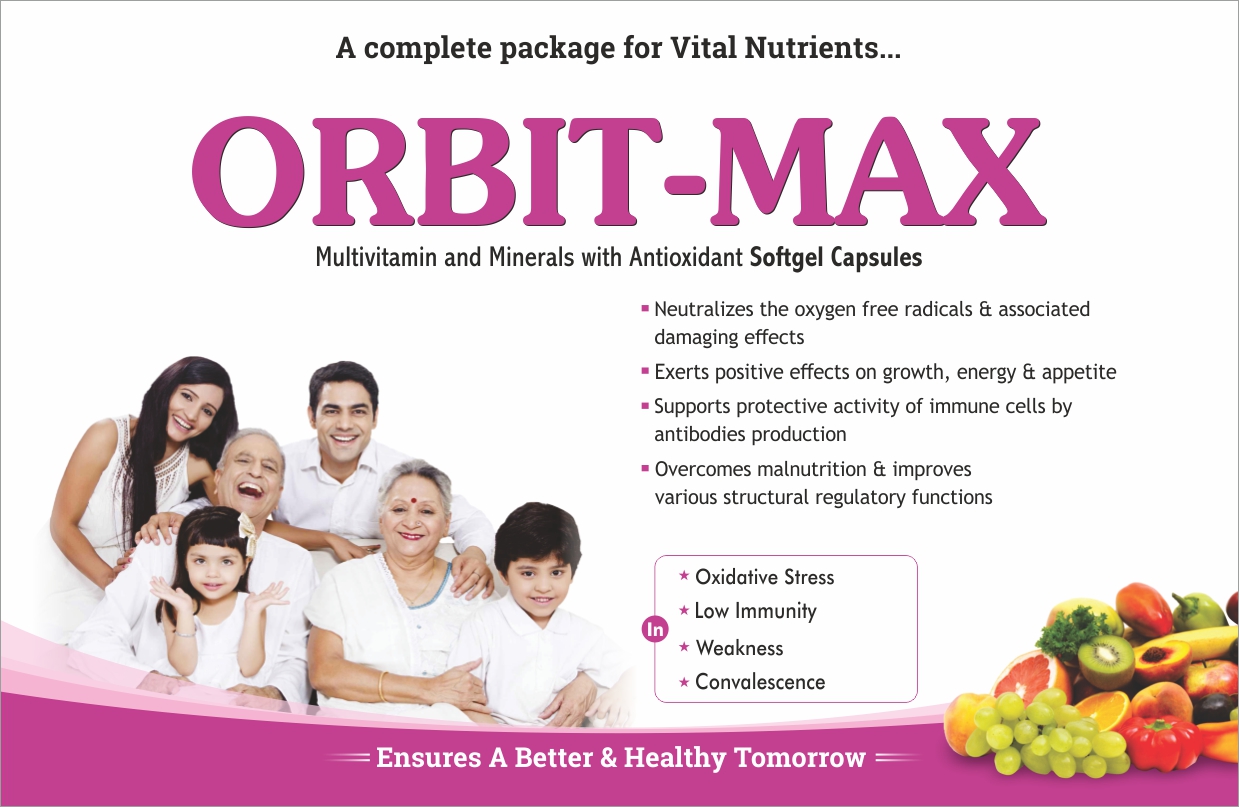 A complete package for Vital Nutrients...
ORBIT-MAX
Multivitamin and Minerals with Antioxidant Softgel Capsules
▪ Neutralizes the oxygen free radicals & associated
damaging effects
▪ Exerts positive effects on growth, energy & appetite
▪ Supports protective activity of immune cells by
antibodies production
▪ Overcomes malnutrition & improves
various structural regulatory functions
In
★ Oxidative Stress
★ Low Immunity
★ Weakness
★ Convalescence
Ensures A Better & Healthy Tomorrow